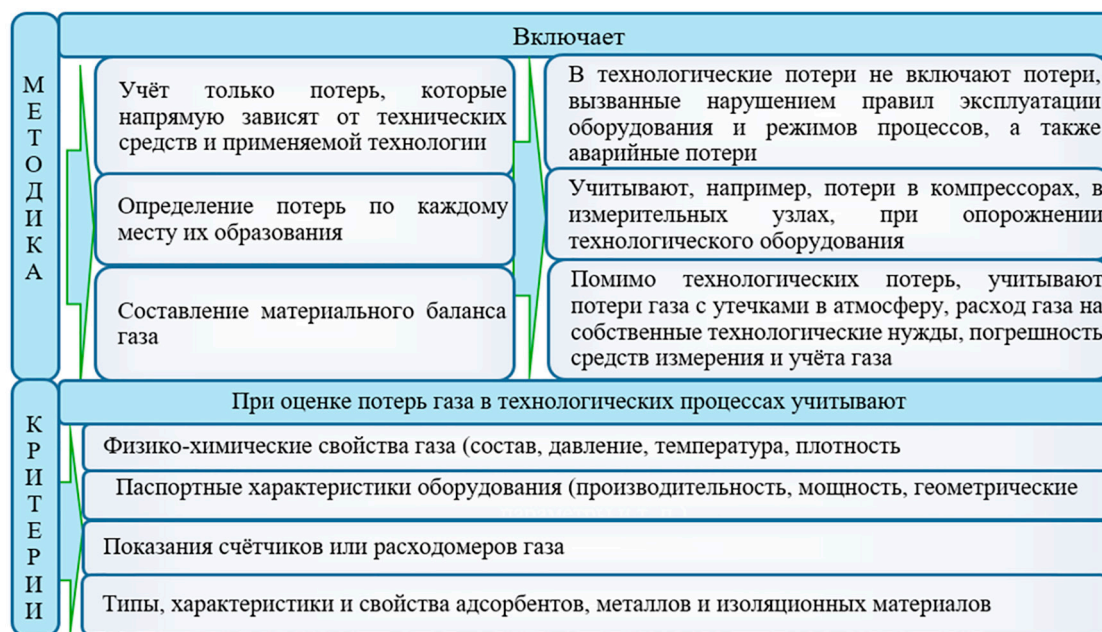 МЕТОДИКА
Включает
Учёт только потерь, которые
напрямую зависят от технических
средств и применяемой технологии
В технологические потери не включают потери,
вызванные нарушением правил эксплуатации
оборудования и режимов процессов, а также
аварийные потери
Определение потерь по каждому
месту их образования
Учитывают, например, потери в компрессорах, в
измерительных узлах, при опорожнении
технологического оборудования
Составление материального баланса
газа
Помимо технологических потерь, учитывают
потери газа с утечками в атмосферу, расход газа на
собственные технологические нужды, погрешность
средств измерения и учёта газа
КРИТЕРИИ
При оценке потерь газа в технологических процессах учитывают
Физико-химические свойства газа (состав, давление, температура, плотность
Паспортные характеристики оборудования (производительность, мощность, геометрические
Показания счётчиков или расходомеров газа
Типы, характеристики и свойства адсорбентов, металлов и изоляционных материалов